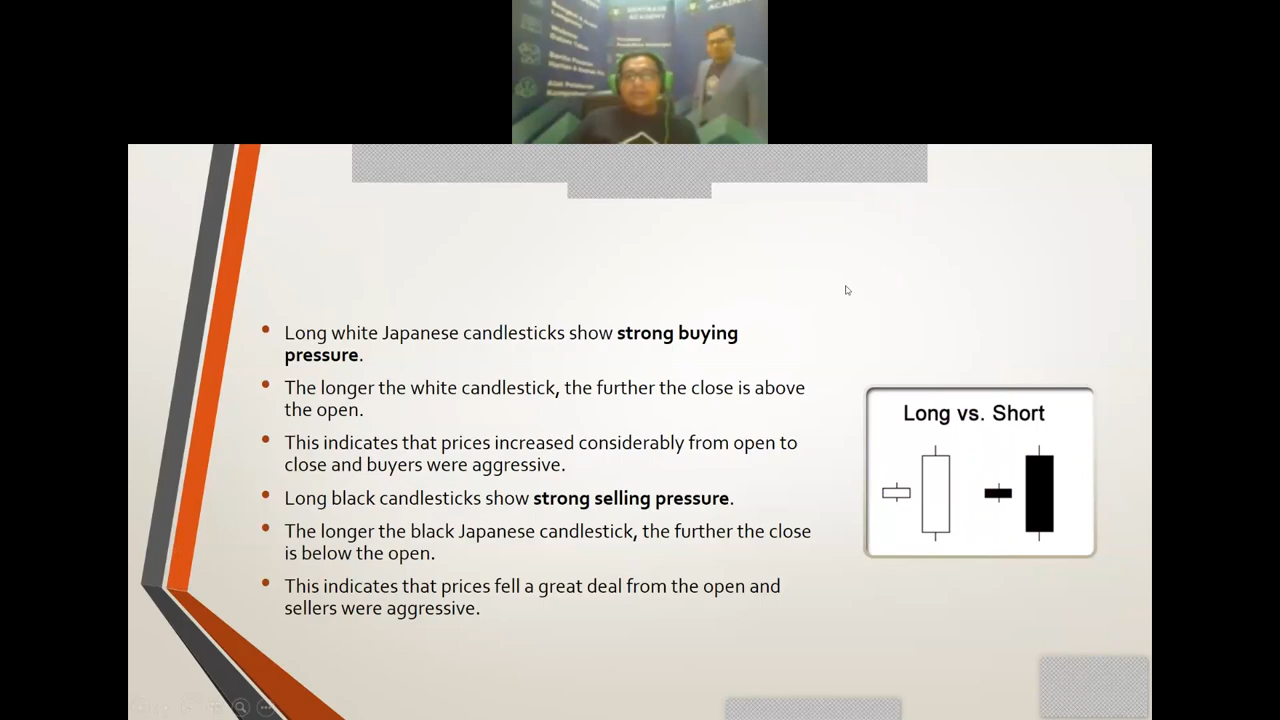 ACADEMY
Long white Japanese candlesticks show strong buying
pressure.
The longer the white candlestick, the further the close is above
the open.
This indicates that prices increased considerably from open to
close and buyers were aggressive.
Long black candlesticks show strong selling pressure.
The longer the black Japanese candlestick, the further the close
is below the open.
This indicates that prices fell a great deal from the open and
sellers were aggressive.
Long vs. Short